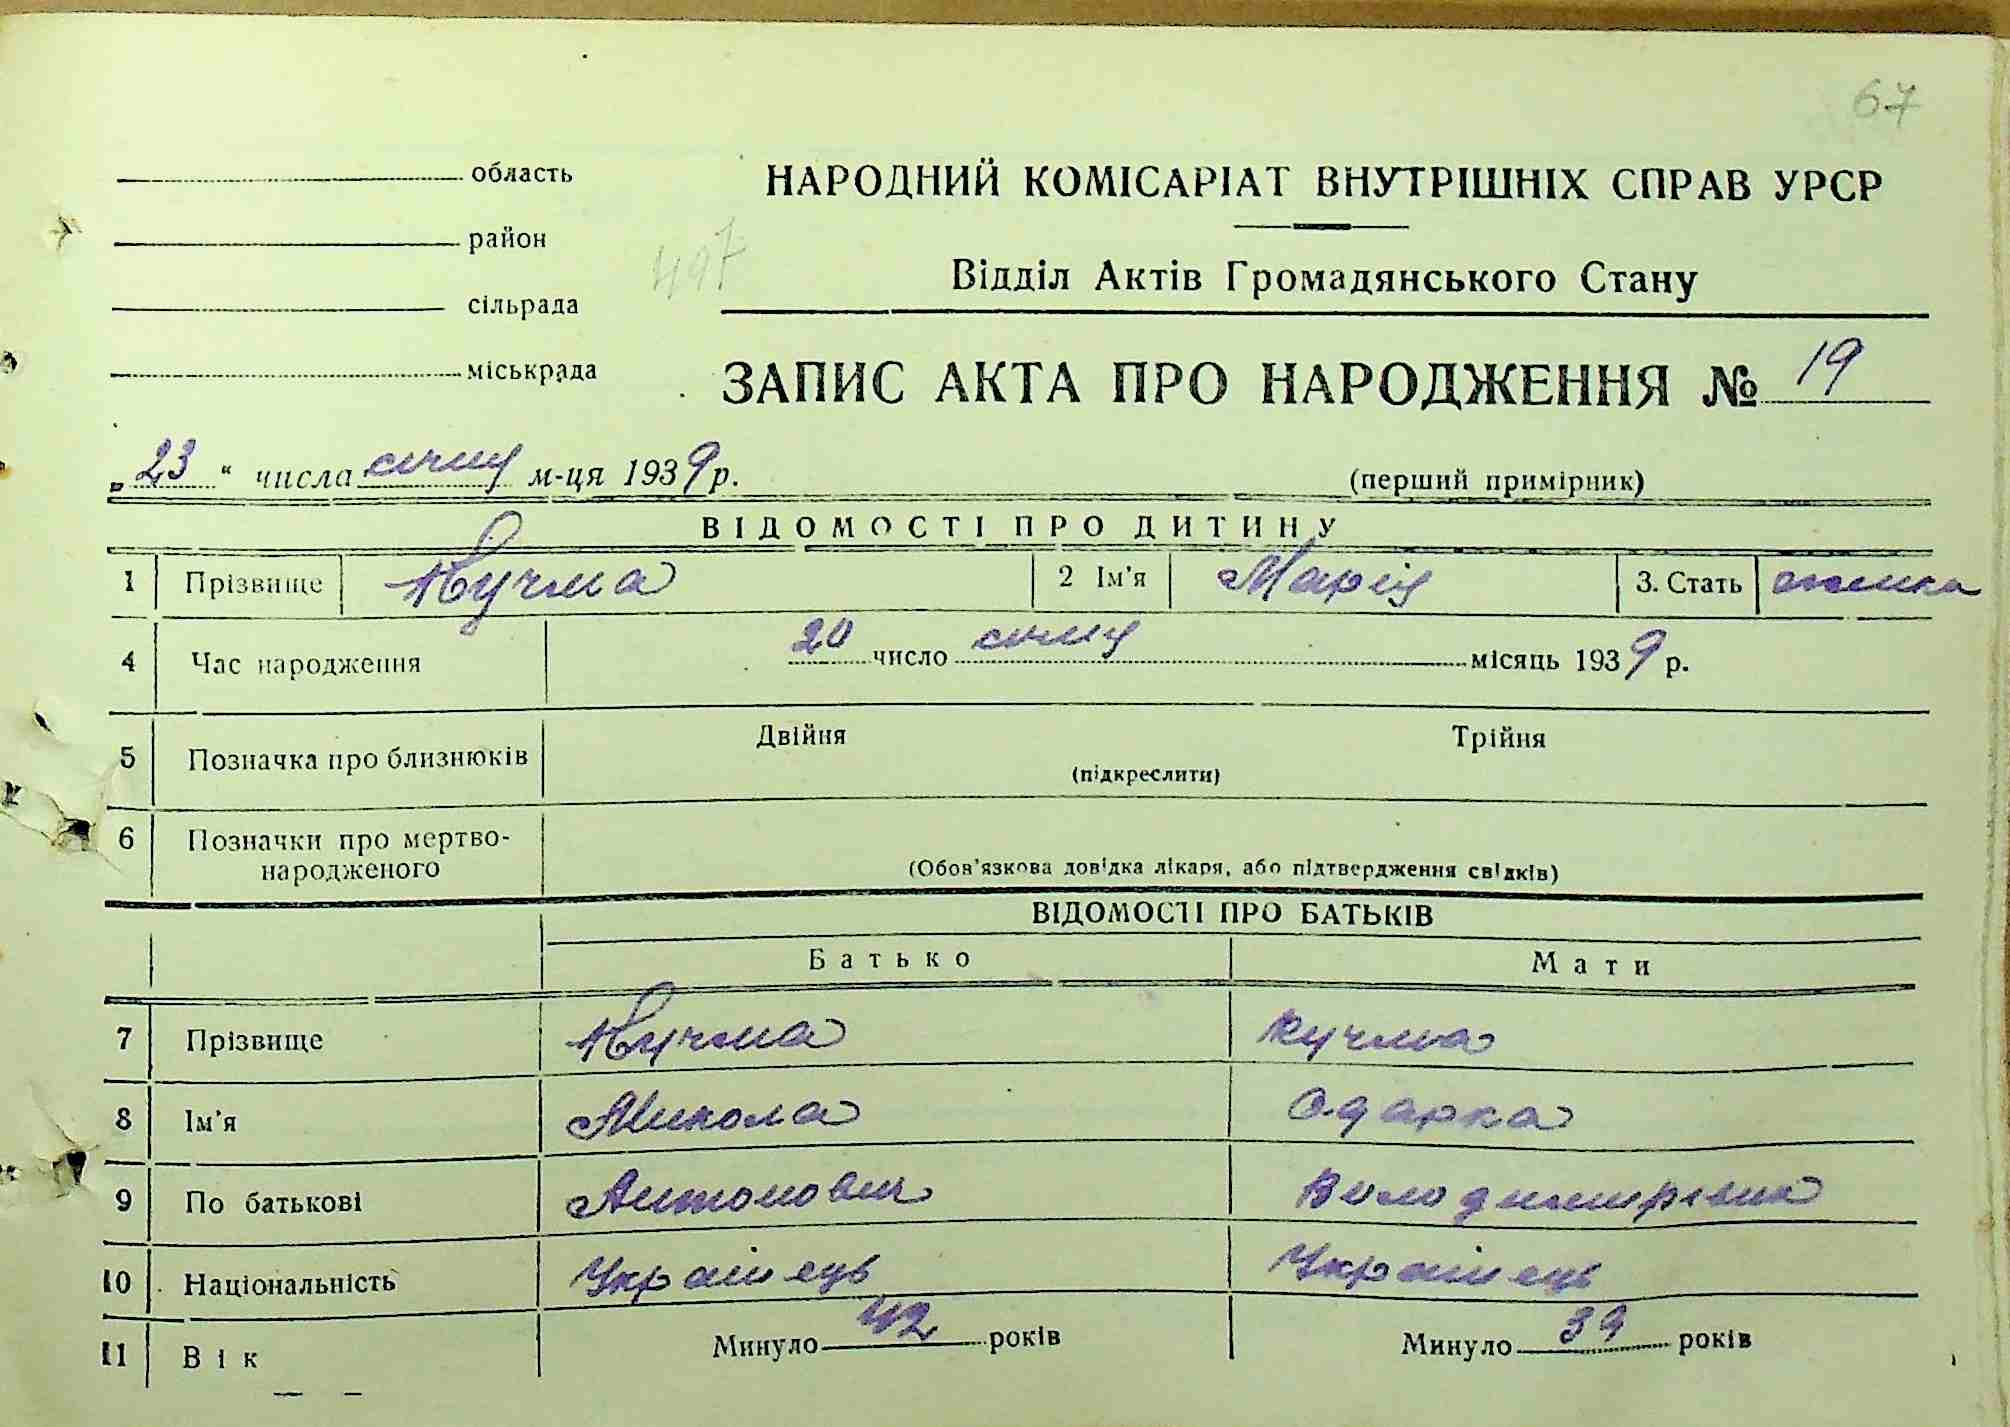 67
область
район
497
сільрада
міськрада
НАРОДНИЙ КОМІСАРІАТ ВНУТРІШНІХ СПРАВ УРСР
Відділ Актів Громадянського Стану
ЗАПИС АКТА ПРО НАРОДЖЕННЯ № 19
„23“ числа січня м-ця 1939 р.
(перший примірник)
ВІДОМОСТІ ПРО ДИТИНУ
1 Прізвище Кучма 2 Ім'я Марія 3. Стать жінка
4 Час народження 20 число січня місяць 1939 р.
5 Позначка про близнюків Двійня Трійня
(підкреслити)
6 Позначки про мертво-
народженого
(Обов'язкова довідка лікаря, або підтвердження свідків)
ВІДОМОСТІ ПРО БАТЬКІВ
Батько Мати
7 Прізвище Кучма Кучма
8 Ім'я Микола Одарка
9 По батькові Антонович Володимирівна
10 Національність Українець Українець
11 Вік Минуло 42 років Минуло 39 років